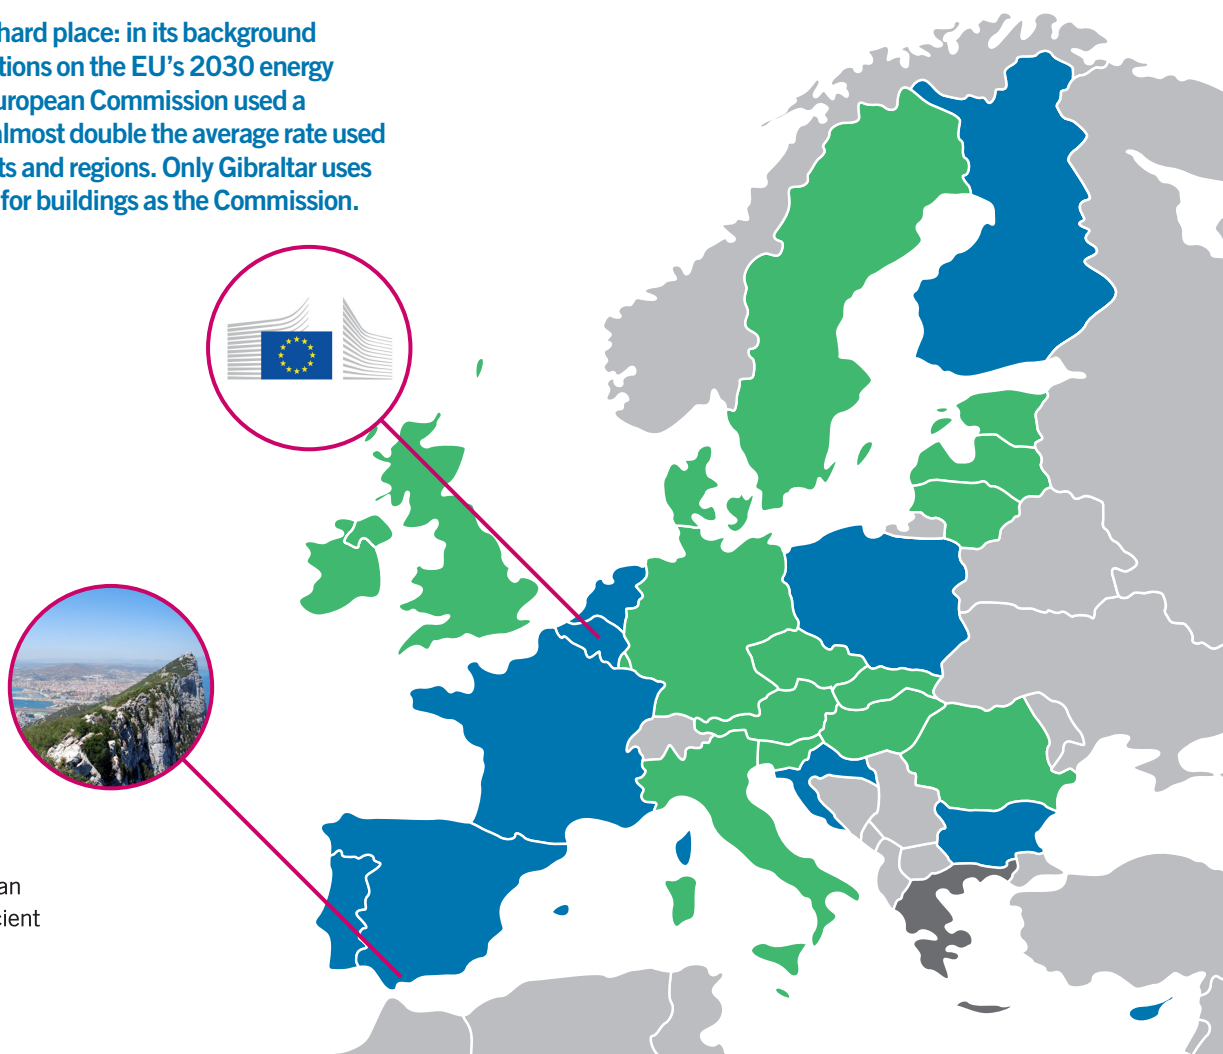 hard place: in its background
tions on the EU's 2030 energy
uropean Commission used a
almost double the average rate used
ts and regions. Only Gibraltar uses
for buildings as the Commission.
an
cient